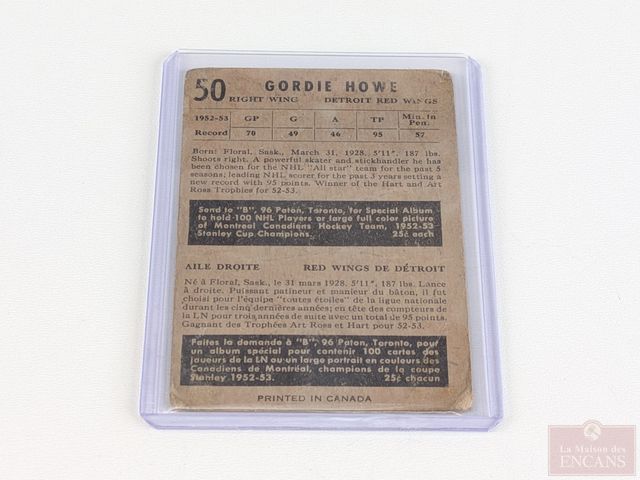 50 GORDIE HOWE
RIGHT WING DETROIT RED WINGS
1952-53 GP G A TP Min. in Pen.
Record 70 49 46 95 57
Born: Floral, Sask., March 31, 1928. 5'11", 187 lbs.
Shoots right. A powerful skater and stickhandler he has
been chosen for the NHL "All star" team for the past 5
seasons; leading NHL scorer for the past 3 years setting a
new record with 95 points. Winner of the Hart and Art
Ross Trophies for 52-53.
Send to "B", 96 Paton, Toronto, for Special Album
to hold 100 NHL Players or large full color picture
of Montreal Canadiens Hockey Team, 1952-53
Stanley Cup Champions. 25¢ each
AILE DROITE RED WINGS DE DÉTROIT
Né à Floral, Sask., le 31 mars 1928. 5'11", 187 lbs. Lance
à droite. Puissant patineur et manieur du bâton, il fut
choisi pour l'équipe "toutes étoiles" de la ligue nationale
durant les cinq dernières années; en tête des compteurs de
la LN pour trois années de suite avec un total de 95 points.
Gagnant des Trophées Art Ross et Hart pour 52-53.
Faites la demande à "B", 96 Paton, Toronto, pour
un album spécial pour contenir 100 cartes des
joueurs de la LN ou un large portrait en couleurs des
Canadiens de Montréal, champions de la coupe
Stanley 1952-53. 25¢ chacun
PRINTED IN CANADA
La Maison des
ENCANS